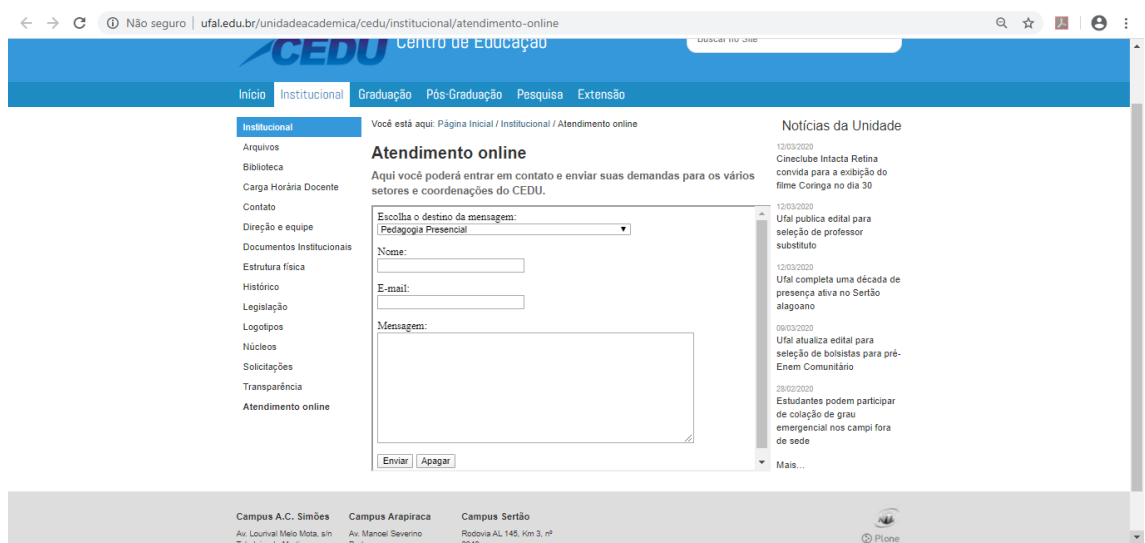 Não seguro | ufal.edu.br/unidadeacademica/cedu/institucional/atendimento-online
CEDU Centro de Educação
Buscar no Site
Início Institucional Graduação Pós-Graduação Pesquisa Extensão
Institucional
Arquivos
Biblioteca
Carga Horária Docente
Contato
Direção e equipe
Documentos Institucionais
Estrutura física
Histórico
Legislação
Logotipos
Núcleos
Solicitações
Transparência
Atendimento online
Você está aqui: Página Inicial / Institucional / Atendimento online
Atendimento online
Aqui você poderá entrar em contato e enviar suas demandas para os vários
setores e coordenações do CEDU.
Escolha o destino da mensagem:
Pedagogia Presencial
Nome:
E-mail:
Mensagem:
Enviar Apagar
Notícias da Unidade
12/03/2020
Cineclube Intacta Retina
convida para a exibição do
filme Coringa no dia 30
12/03/2020
Ufal publica edital para
seleção de professor
substituto
12/03/2020
Ufal completa uma década de
presença ativa no Sertão
alagoano
09/03/2020
Ufal atualiza edital para
seleção de bolsistas para pré-
Enem Comunitário
28/02/2020
Estudantes podem participar
de colação de grau
emergencial nos campi fora
de sede
Mais...
Campus A.C. Simões
Av. Lourival Melo Mota, s/n
Campus Arapiraca
Av. Manoel Severino
Campus Sertão
Rodovia AL 145, Km 3, nº
Plone